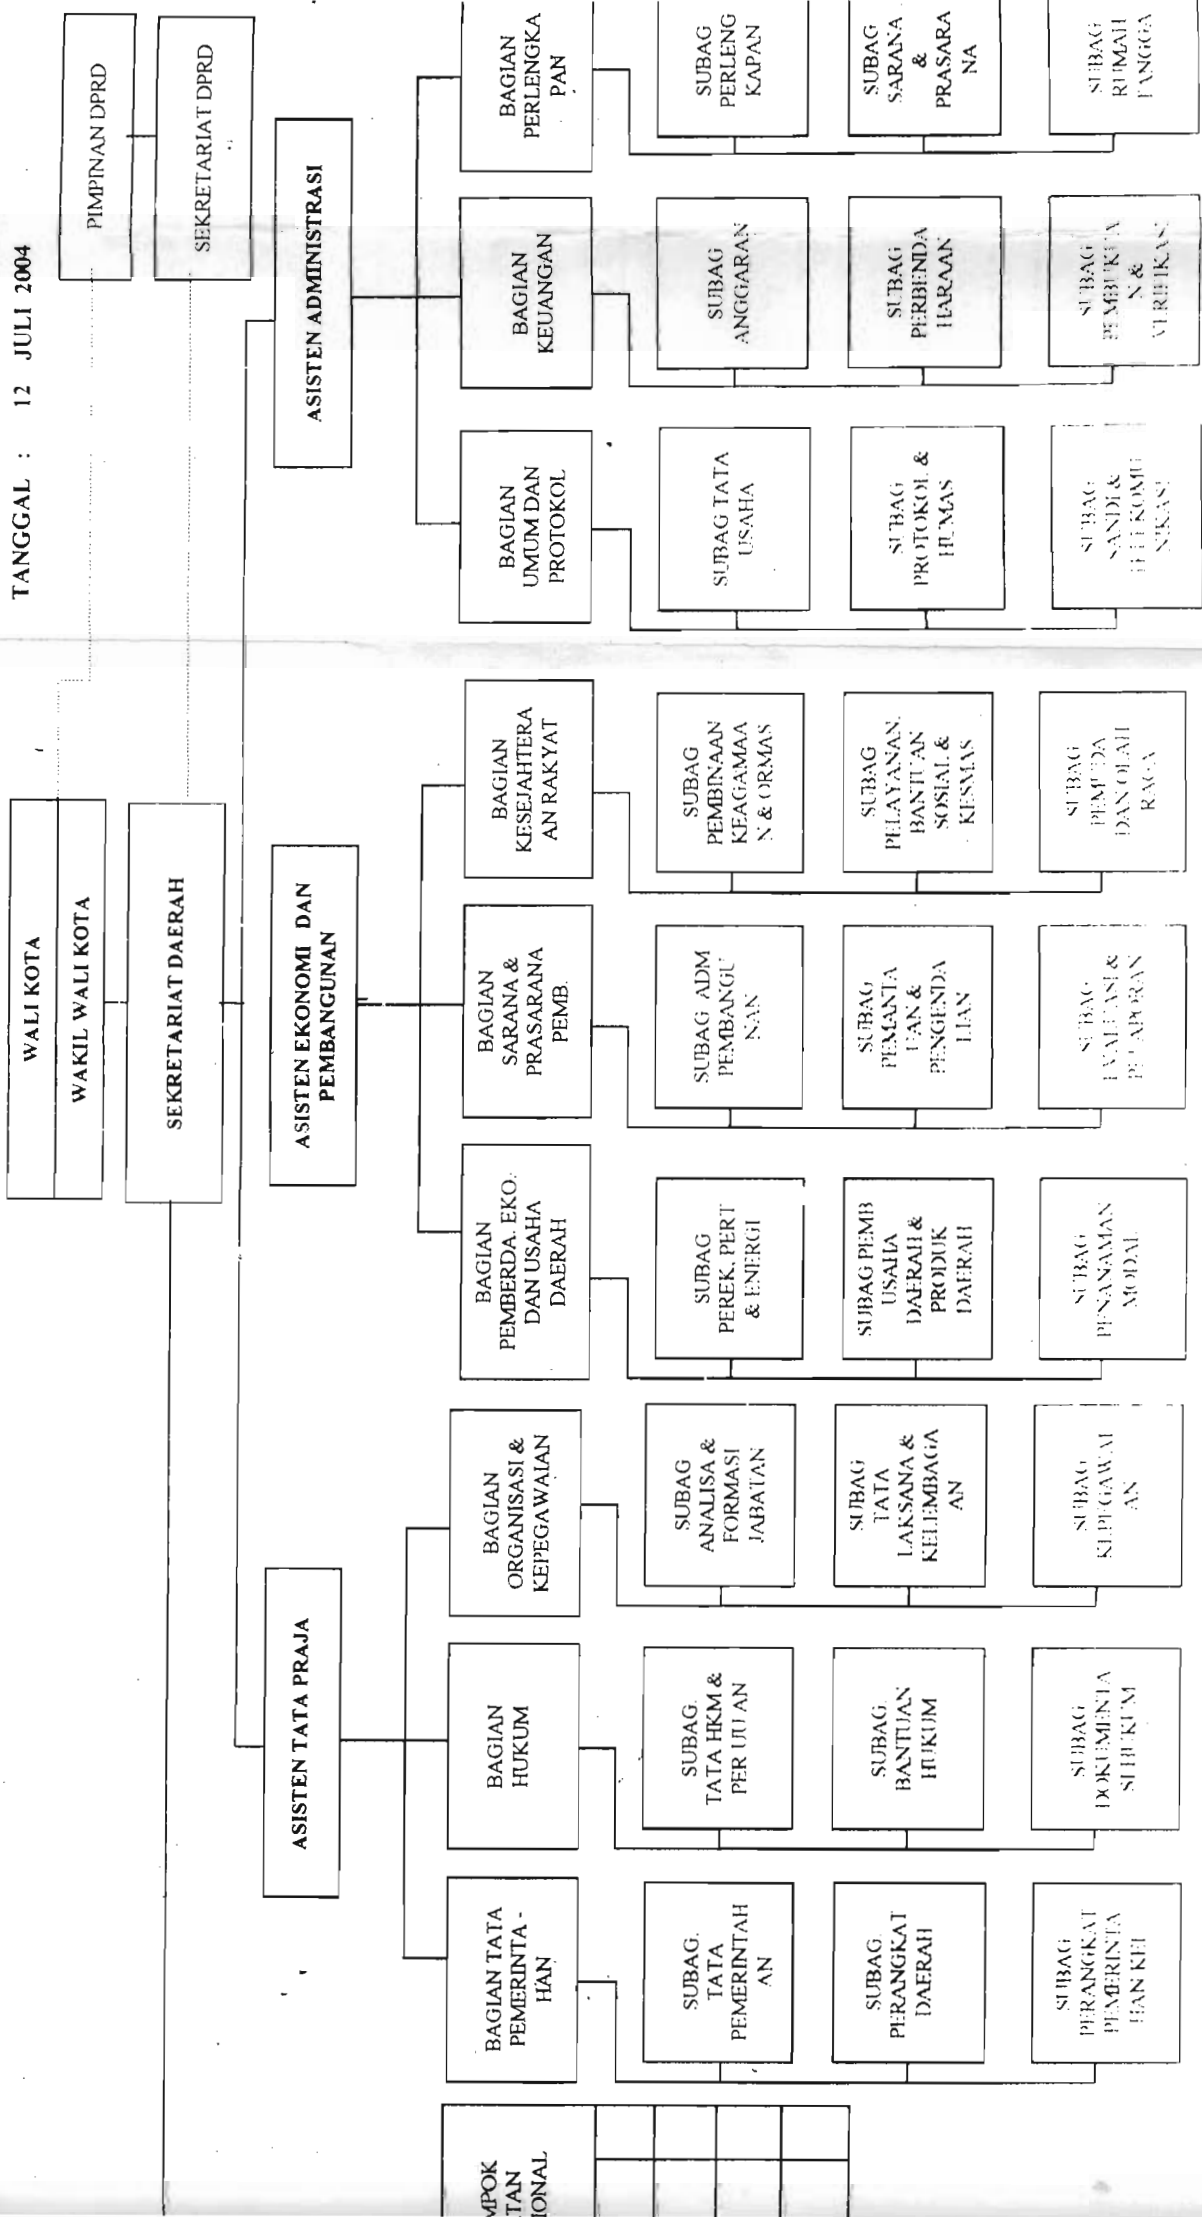 TANGGAL : 12 JULI 2004
WALI KOTA
WAKIL WALI KOTA
PIMPINAN DPRD
SEKRETARIAT DAERAH
SEKRETARIAT DPRD
ASISTEN TATA PRAJA
ASISTEN EKONOMI DAN
PEMBANGUNAN
ASISTEN ADMINISTRASI
BAGIAN TATA
PEMERINTA -
HAN
BAGIAN
HUKUM
BAGIAN
ORGANISASI &
KEPEGAWAIAN
BAGIAN
PEMBERDA. EKO.
DAN USAHA
DAERAH
BAGIAN
SARANA &
PRASARANA
PEMB.
BAGIAN
KESEJAHTERA
AN RAKYAT
BAGIAN
UMUM DAN
PROTOKOL
BAGIAN
KEUANGAN
BAGIAN
PERLENGKA
PAN
MPOK
TAN
IONAL
SUBAG.
TATA
PEMERINTAH
AN
SUBAG.
TATA HKM &
PER UU AN
SUBAG
ANALISA &
FORMASI
JABATAN
SUBAG
PEREK, PERT
& ENERGI
SUBAG ADM
PEMBANGU
NAN
SUBAG
PEMBINAAN
KEAGAMAA
N & ORMAS
SUBAG TATA
USAHA
SUBAG
ANGGARAN
SUBAG
PERLENG
KAPAN
SUBAG.
PERANGKAT
DAERAH
SUBAG.
BANTUAN
HUKUM
SUBAG
TATA
LAKSANA &
KELEMBAGA
AN
SUBAG PEMB
USAHA
DAERAH &
PRODUK
DAERAH
SUBAG
PEMANTA
UAN &
PENGENDA
LIAN
SUBAG
PELAYANAN,
BANTUAN
SOSIAL &
KESMAS
SUBAG
PROTOKOL &
HUMAS
SUBAG
PERBENDA
HARAAN
SUBAG
SARANA
&
PRASARA
NA
SUBAG
PERANGKAT
PEMERINTA
HAN KEL
SUBAG
DOKUMENTA
SI HUKUM
SUBAG
KEPEGAWAI
AN
SUBAG
PENANAMAN
MODAL
SUBAG
EVALUASI &
PELAPORAN
SUBAG
PEMUDA
DAN OLAH
RAGA
SUBAG
SANDI &
TELEKOMU
NIKASI
SUBAG
PEMBUKUA
N &
VERIFIKASI
SUBAG
RUMAH
TANGGA